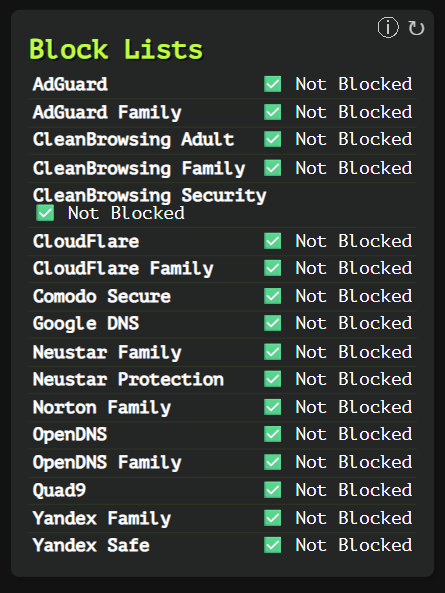 Block Lists
AdGuard ✅ Not Blocked
AdGuard Family ✅ Not Blocked
CleanBrowsing Adult ✅ Not Blocked
CleanBrowsing Family ✅ Not Blocked
CleanBrowsing Security
✅ Not Blocked
CloudFlare ✅ Not Blocked
CloudFlare Family ✅ Not Blocked
Comodo Secure ✅ Not Blocked
Google DNS ✅ Not Blocked
Neustar Family ✅ Not Blocked
Neustar Protection ✅ Not Blocked
Norton Family ✅ Not Blocked
OpenDNS ✅ Not Blocked
OpenDNS Family ✅ Not Blocked
Quad9 ✅ Not Blocked
Yandex Family ✅ Not Blocked
Yandex Safe ✅ Not Blocked